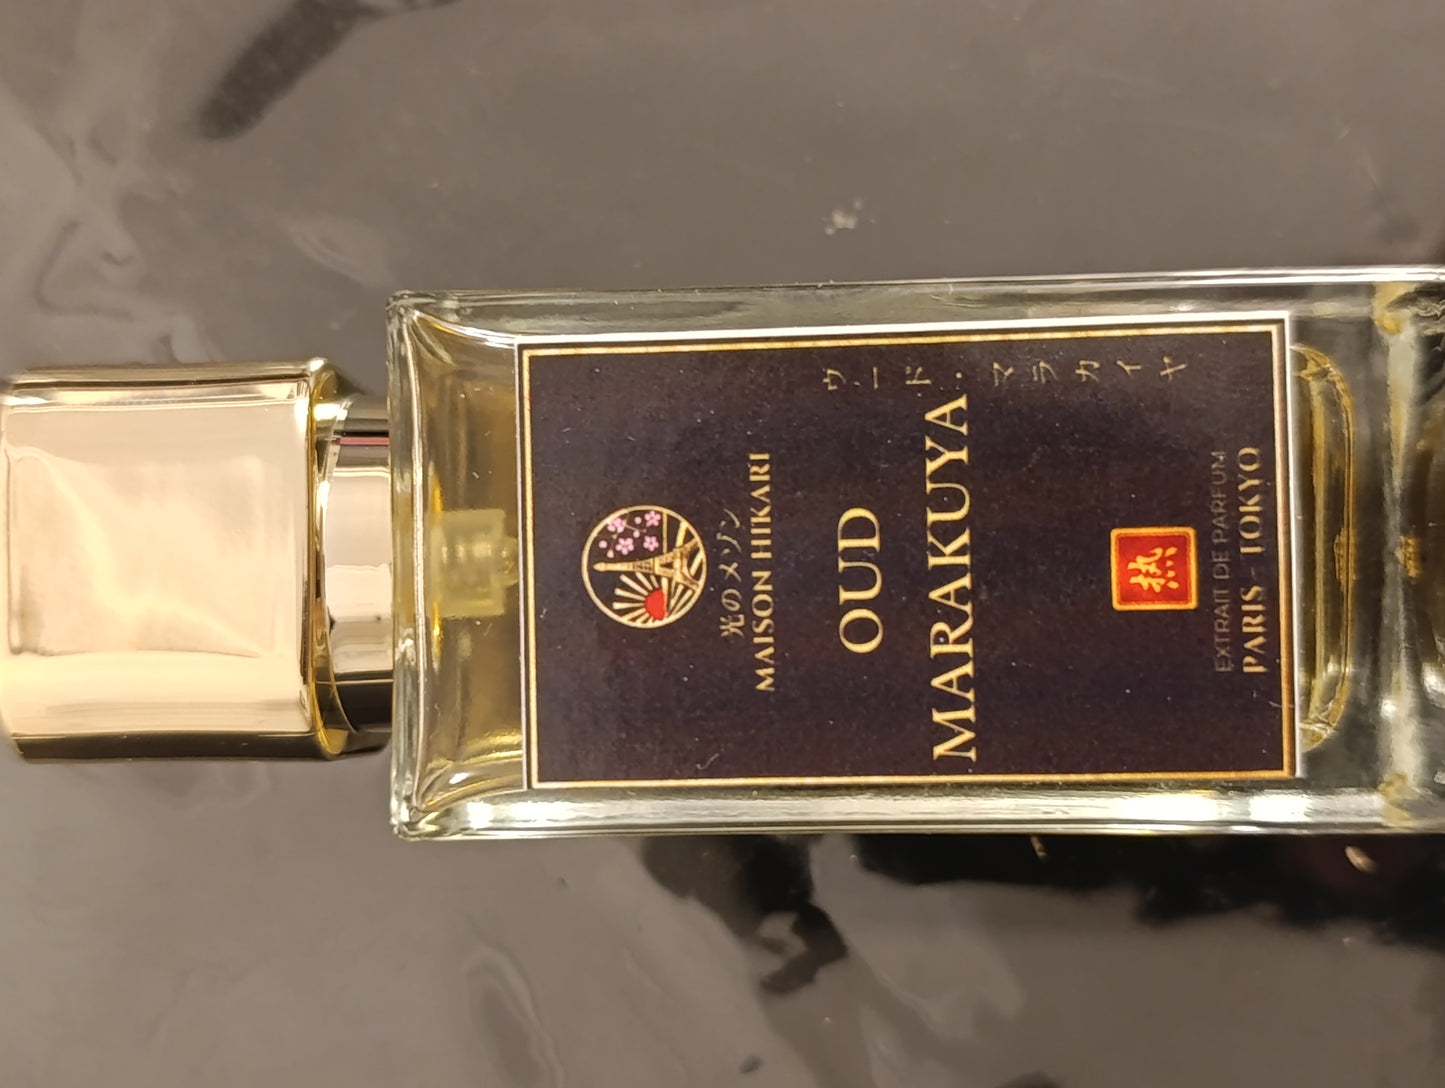 光のメゾン
MAISON HIKARI
OUD
MARAKUYA
ウード・マラカイヤ
熱
EXTRAIT DE PARFUM
PARIS - TOKYO